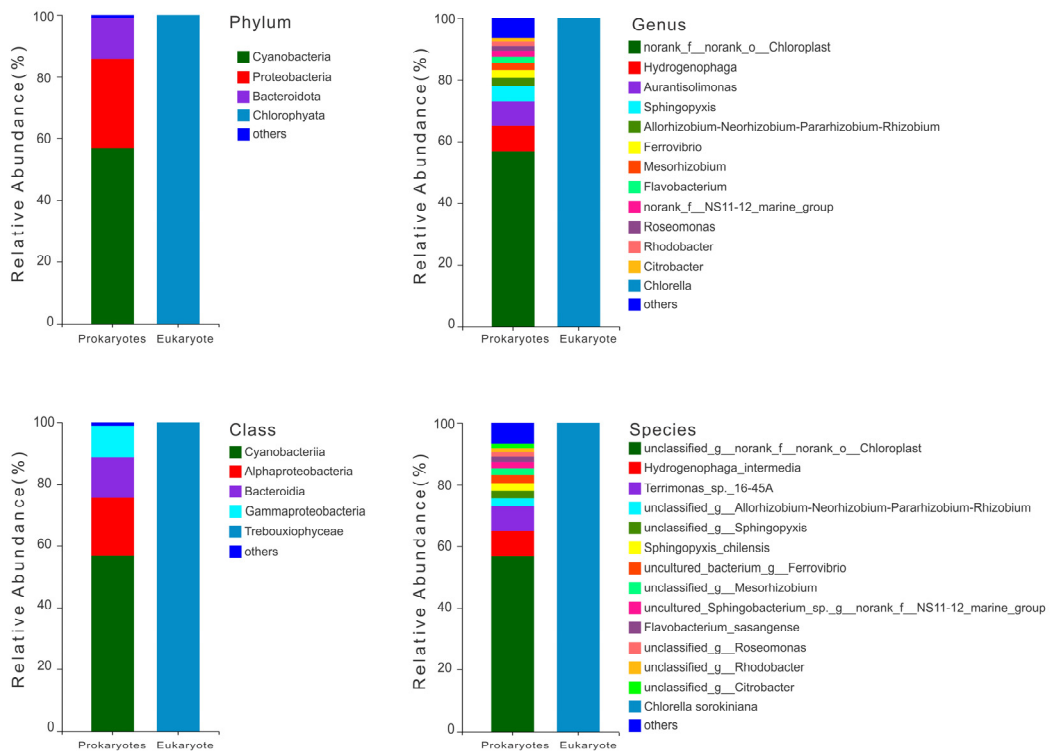 Phylum
Relative Abundance(%)
100
80
60
40
20
0
Prokaryotes
Eukaryote
Cyanobacteria
Proteobacteria
Bacteroidota
Chlorophyata
others
Genus
Relative Abundance(%)
100
80
60
40
20
0
Prokaryotes
Eukaryote
norank_f__norank_o__Chloroplast
Hydrogenophaga
Aurantisolimonas
Sphingopyxis
Allorhizobium-Neorhizobium-Pararhizobium-Rhizobium
Ferrovibrio
Mesorhizobium
Flavobacterium
norank_f__NS11-12_marine_group
Roseomonas
Rhodobacter
Citrobacter
Chlorella
others
Class
Relative Abundance(%)
100
80
60
40
20
0
Prokaryotes
Eukaryote
Cyanobacteriia
Alphaproteobacteria
Bacteroidia
Gammaproteobacteria
Trebouxiophyceae
others
Species
Relative Abundance(%)
100
80
60
40
20
0
Prokaryotes
Eukaryote
unclassified_g__norank_f__norank_o__Chloroplast
Hydrogenophaga_intermedia
Terrimonas_sp._16-45A
unclassified_g__Allorhizobium-Neorhizobium-Pararhizobium-Rhizobium
unclassified_g__Sphingopyxis
Sphingopyxis_chilensis
uncultured_bacterium_g__Ferrovibrio
unclassified_g__Mesorhizobium
uncultured_Sphingobacterium_sp._g__norank_f__NS11-12_marine_group
Flavobacterium_sasangense
unclassified_g__Roseomonas
unclassified_g__Rhodobacter
unclassified_g__Citrobacter
Chlorella sorokiniana
others